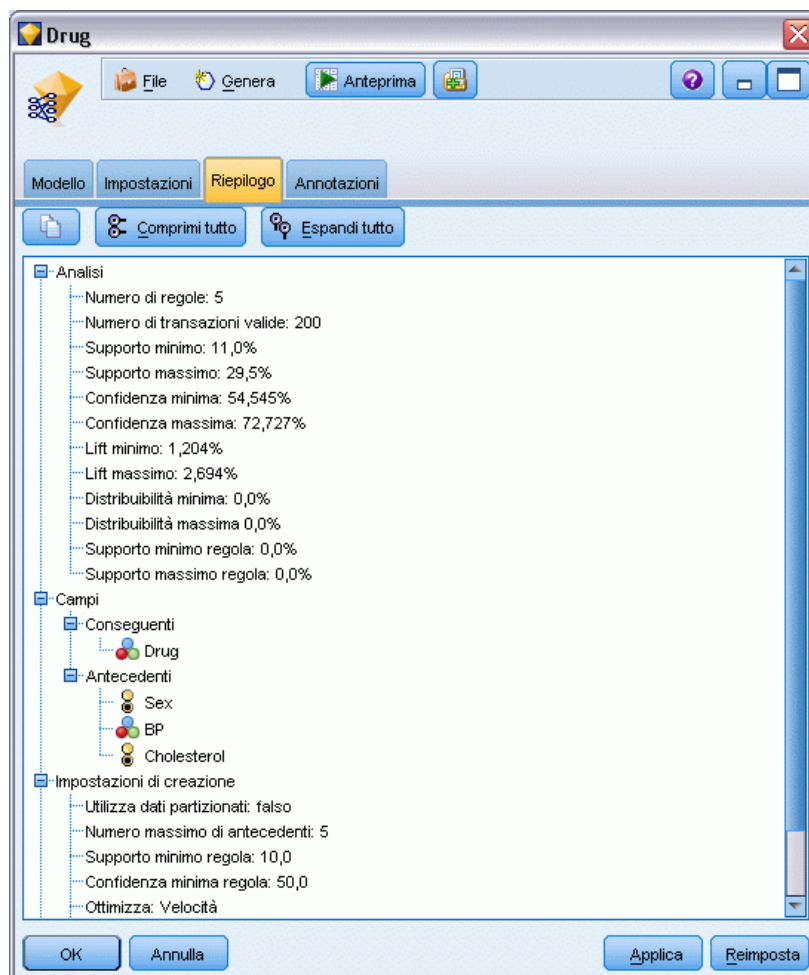 Drug
File Genera Anteprima
Modello Impostazioni Riepilogo Annotazioni
Comprimi tutto Espandi tutto
Analisi
Numero di regole: 5
Numero di transazioni valide: 200
Supporto minimo: 11,0%
Supporto massimo: 29,5%
Confidenza minima: 54,545%
Confidenza massima: 72,727%
Lift minimo: 1,204%
Lift massimo: 2,694%
Distribuibilità minima: 0,0%
Distribuibilità massima 0,0%
Supporto minimo regola: 0,0%
Supporto massimo regola: 0,0%
Campi
Conseguenti
Drug
Antecedenti
Sex
BP
Cholesterol
Impostazioni di creazione
Utilizza dati partizionati: falso
Numero massimo di antecedenti: 5
Supporto minimo regola: 10,0
Confidenza minima regola: 50,0
Ottimizza: Velocità
OK Annulla Applica Reimposta